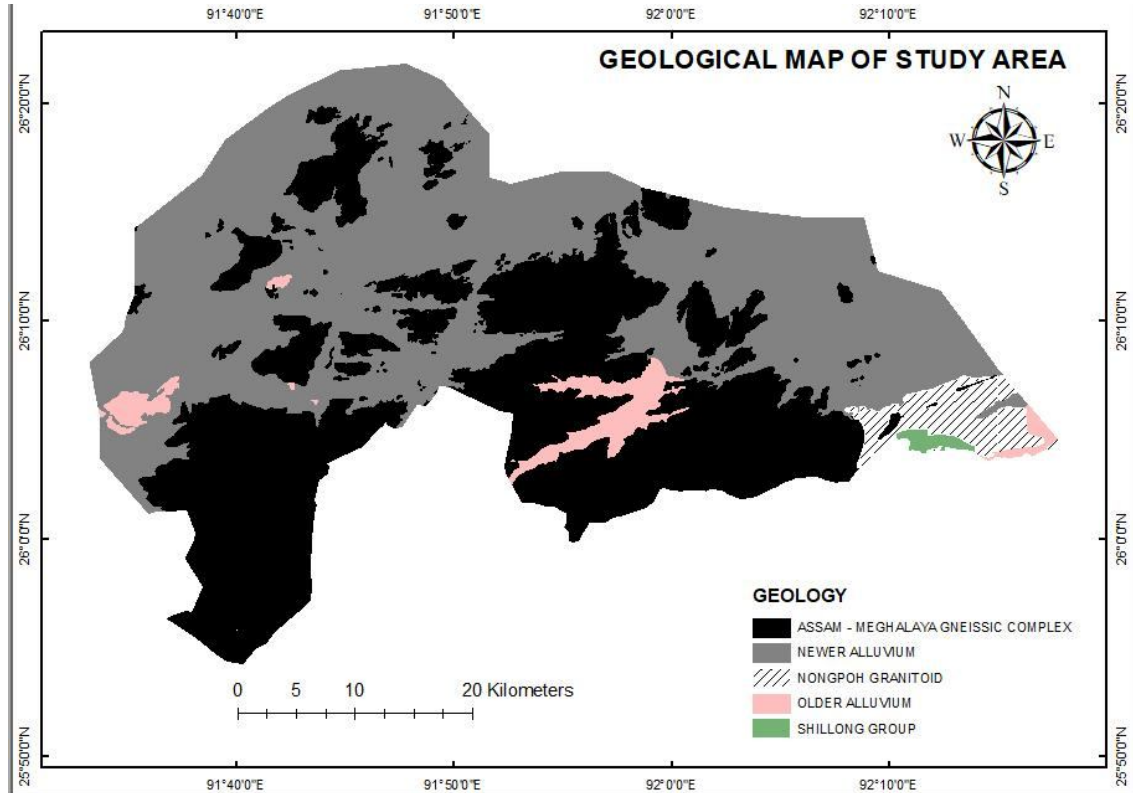 91°40'0"E 91°50'0"E 92°0'0"E 92°10'0"E
GEOLOGICAL MAP OF STUDY AREA
N
W E
S
26°20'0"N 26°20'0"N
26°10'0"N 26°10'0"N
26°0'0"N 26°0'0"N
GEOLOGY
ASSAM - MEGHALAYA GNEISSIC COMPLEX
NEWER ALLUVIUM
NONGPOH GRANITOID
OLDER ALLUVIUM
SHILLONG GROUP
0 5 10 20 Kilometers
25°50'0"N 25°50'0"N
91°40'0"E 91°50'0"E 92°0'0"E 92°10'0"E